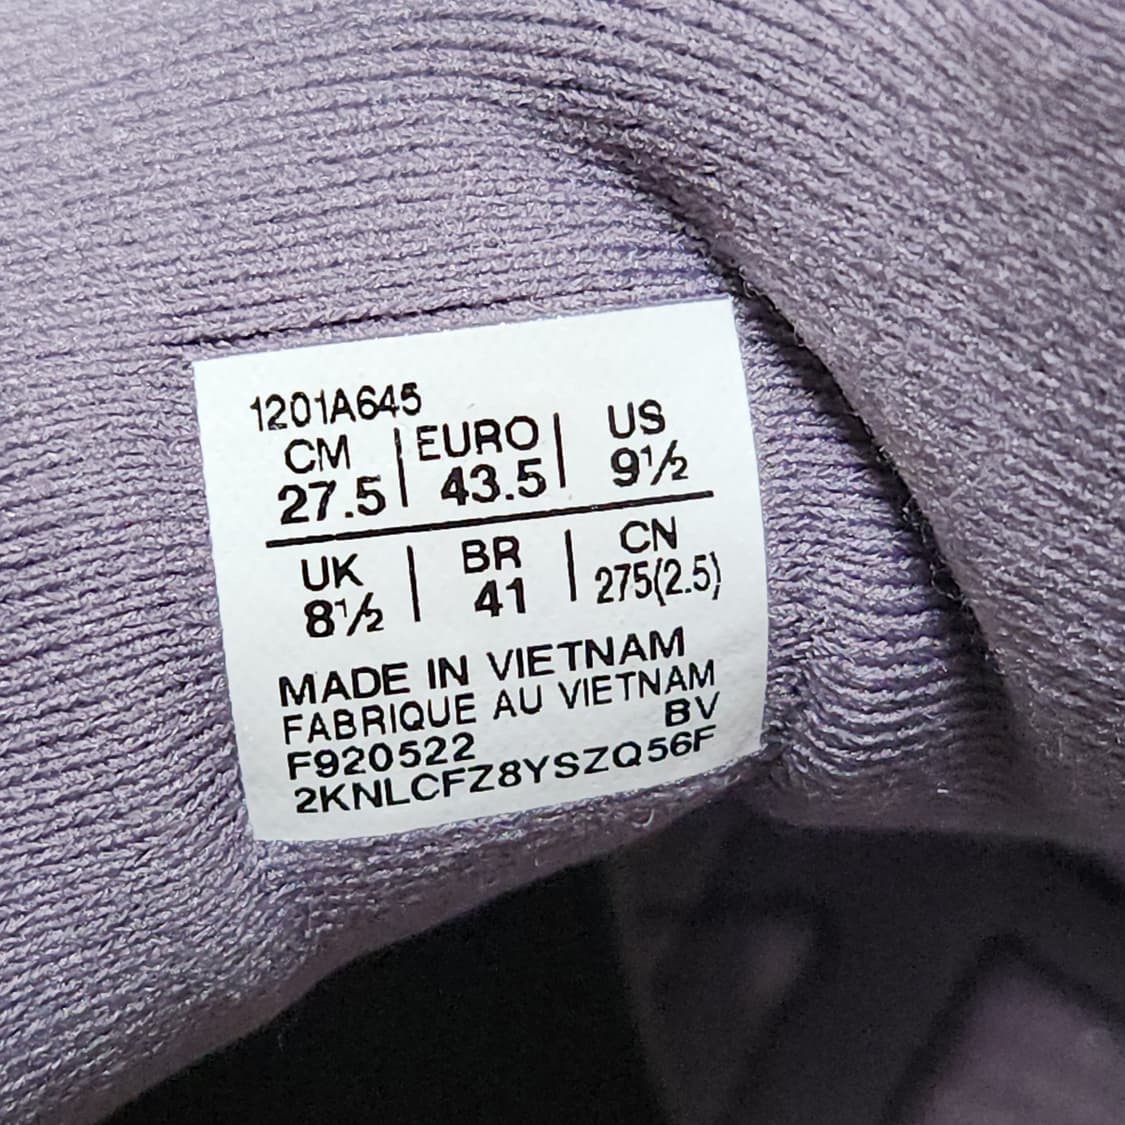 1201A645
CM | EURO | US
27.5 | 43.5 | 9½
UK | BR | CN
8½ | 41 | 275(2.5)
MADE IN VIETNAM
FABRIQUE AU VIETNAM
BV
F920522
2KNLCFZ8YSZQ56F